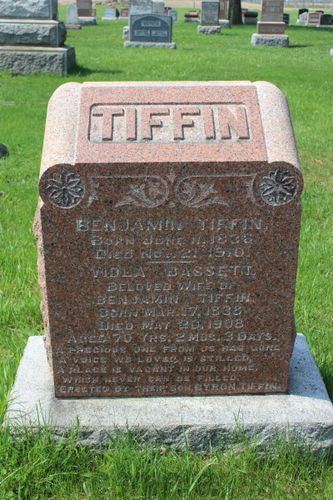 TIFFIN
BENJAMIN TIFFIN,
BORN JUNE 11, 1838
DIED NOV. 21, 1910.
VIOLA BASSETT,
BELOVED WIFE OF
BENJAMIN TIFFIN.
BORN MAR. 17, 1838
DIED MAY 20, 1908
AGED 70 YRS. 2 MOS. 3 DAYS.
A PRECIOUS ONE FROM US HAS GONE
A VOICE WE LOVED, IS STILLED,
A PLACE IS VACANT IN OUR HOME,
WHICH NEVER CAN BE FILLED.
ERECTED BY THEIR SON, BYRON, TIFFIN.